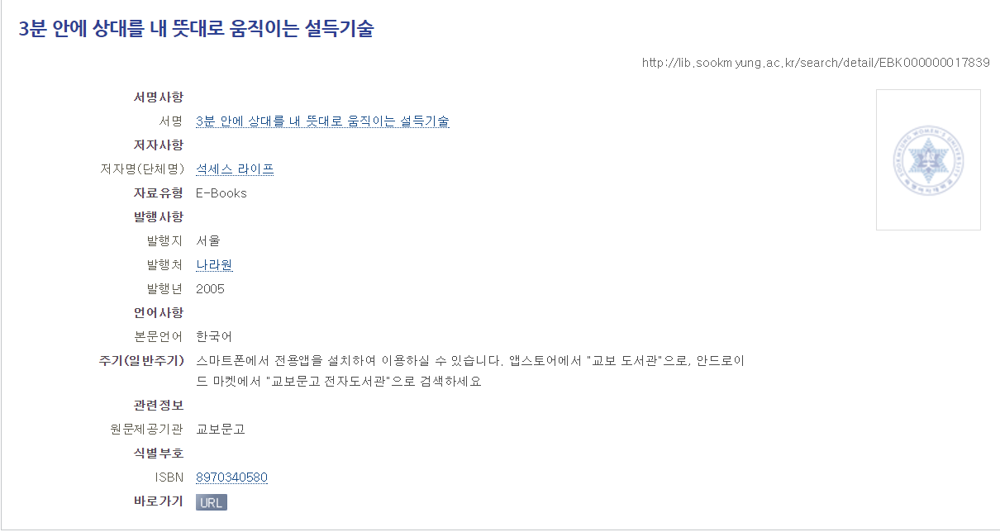 3분 안에 상대를 내 뜻대로 움직이는 설득기술
http://lib.sookmyung.ac.kr/search/detail/EBK000000017839
서명사항
서명 3분 안에 상대를 내 뜻대로 움직이는 설득기술
저자사항
저자명(단체명) 석세스 라이프
자료유형 E-Books
발행사항
발행지 서울
발행처 나라원
발행년 2005
언어사항
본문언어 한국어
주기(일반주기) 스마트폰에서 전용앱을 설치하여 이용하실 수 있습니다. 앱스토어에서 "교보 도서관"으로, 안드로이
드 마켓에서 "교보문고 전자도서관"으로 검색하세요
관련정보
원문제공기관 교보문고
식별부호
ISBN 8970340580
바로가기 URL
SOOKMYUNG WOMEN'S UNIVERSITY